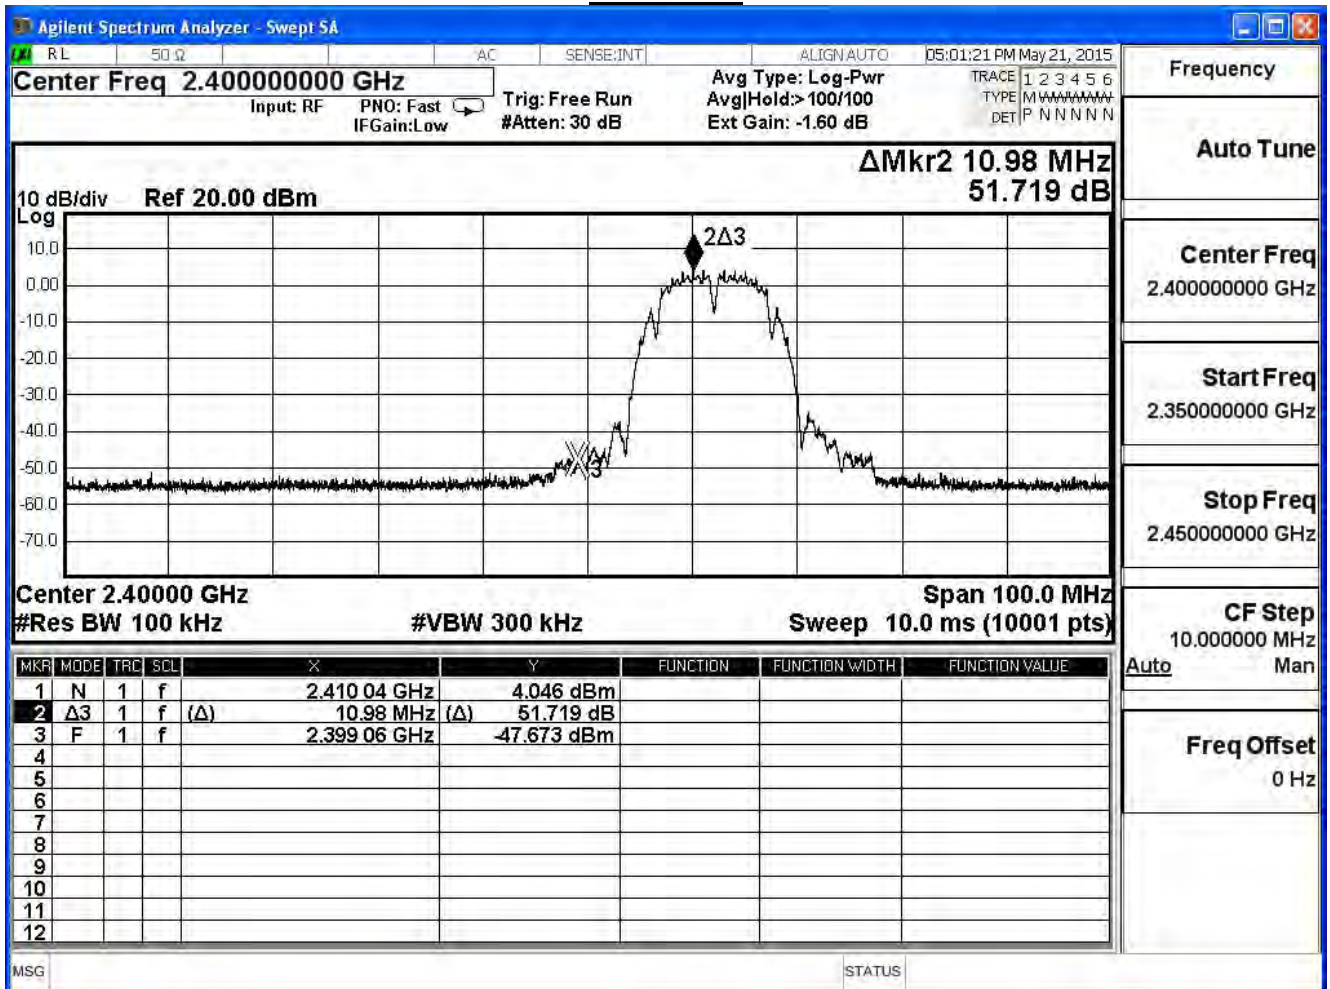 Agilent Spectrum Analyzer - Swept SA
LXI RL 50 Ω AC SENSE:INT ALIGN AUTO 05:01:21 PM May 21, 2015
Center Freq 2.400000000 GHz
Input: RF PNO: Fast IFGain:Low
Trig: Free Run
#Atten: 30 dB
Avg Type: Log-Pwr
Avg|Hold:> 100/100
Ext Gain: -1.60 dB
TRACE 1 2 3 4 5 6
TYPE M WWWWW
DET P N N N N N
ΔMkr2 10.98 MHz
51.719 dB
10 dB/div Ref 20.00 dBm
Log
10.0
0.00
-10.0
-20.0
-30.0
-40.0
-50.0
-60.0
-70.0
2Δ3
3
Center 2.40000 GHz Span 100.0 MHz
#Res BW 100 kHz #VBW 300 kHz Sweep 10.0 ms (10001 pts)
MKR MODE TRC SCL X Y FUNCTION FUNCTION WIDTH FUNCTION VALUE
1 N 1 f 2.410 04 GHz 4.046 dBm
2 Δ3 1 f (Δ) 10.98 MHz (Δ) 51.719 dB
3 F 1 f 2.399 06 GHz -47.673 dBm
4
5
6
7
8
9
10
11
12
MSG STATUS
Frequency
Auto Tune
Center Freq
2.400000000 GHz
Start Freq
2.350000000 GHz
Stop Freq
2.450000000 GHz
CF Step
10.000000 MHz
Auto Man
Freq Offset
0 Hz